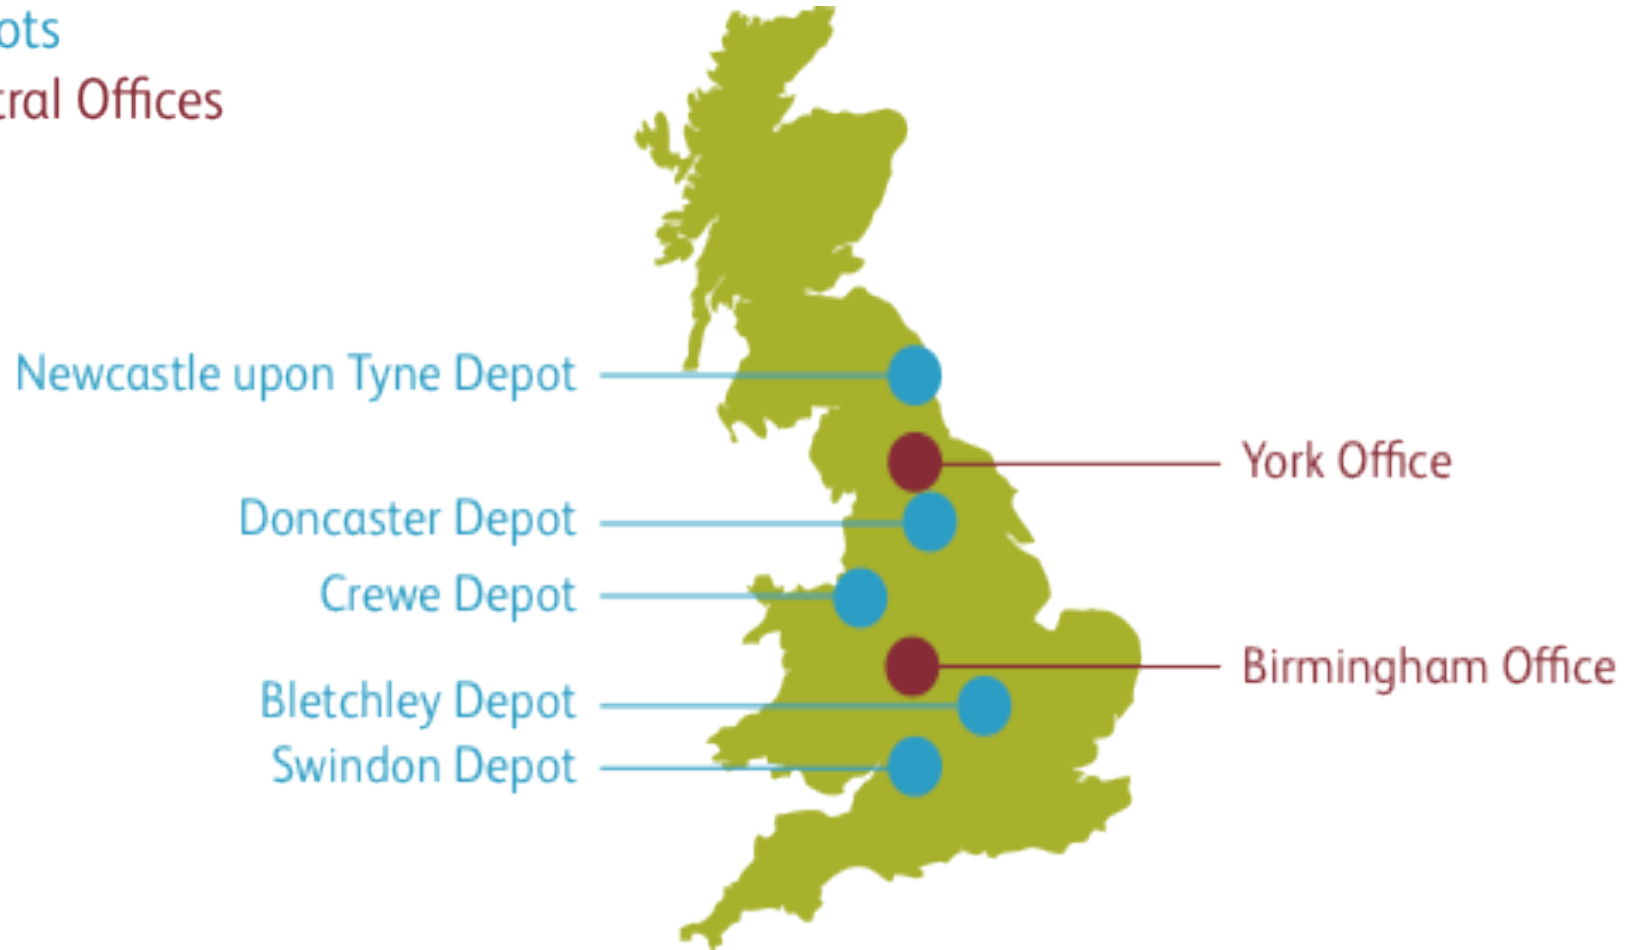 ots
tral Offices
Newcastle upon Tyne Depot
York Office
Doncaster Depot
Crewe Depot
Birmingham Office
Bletchley Depot
Swindon Depot